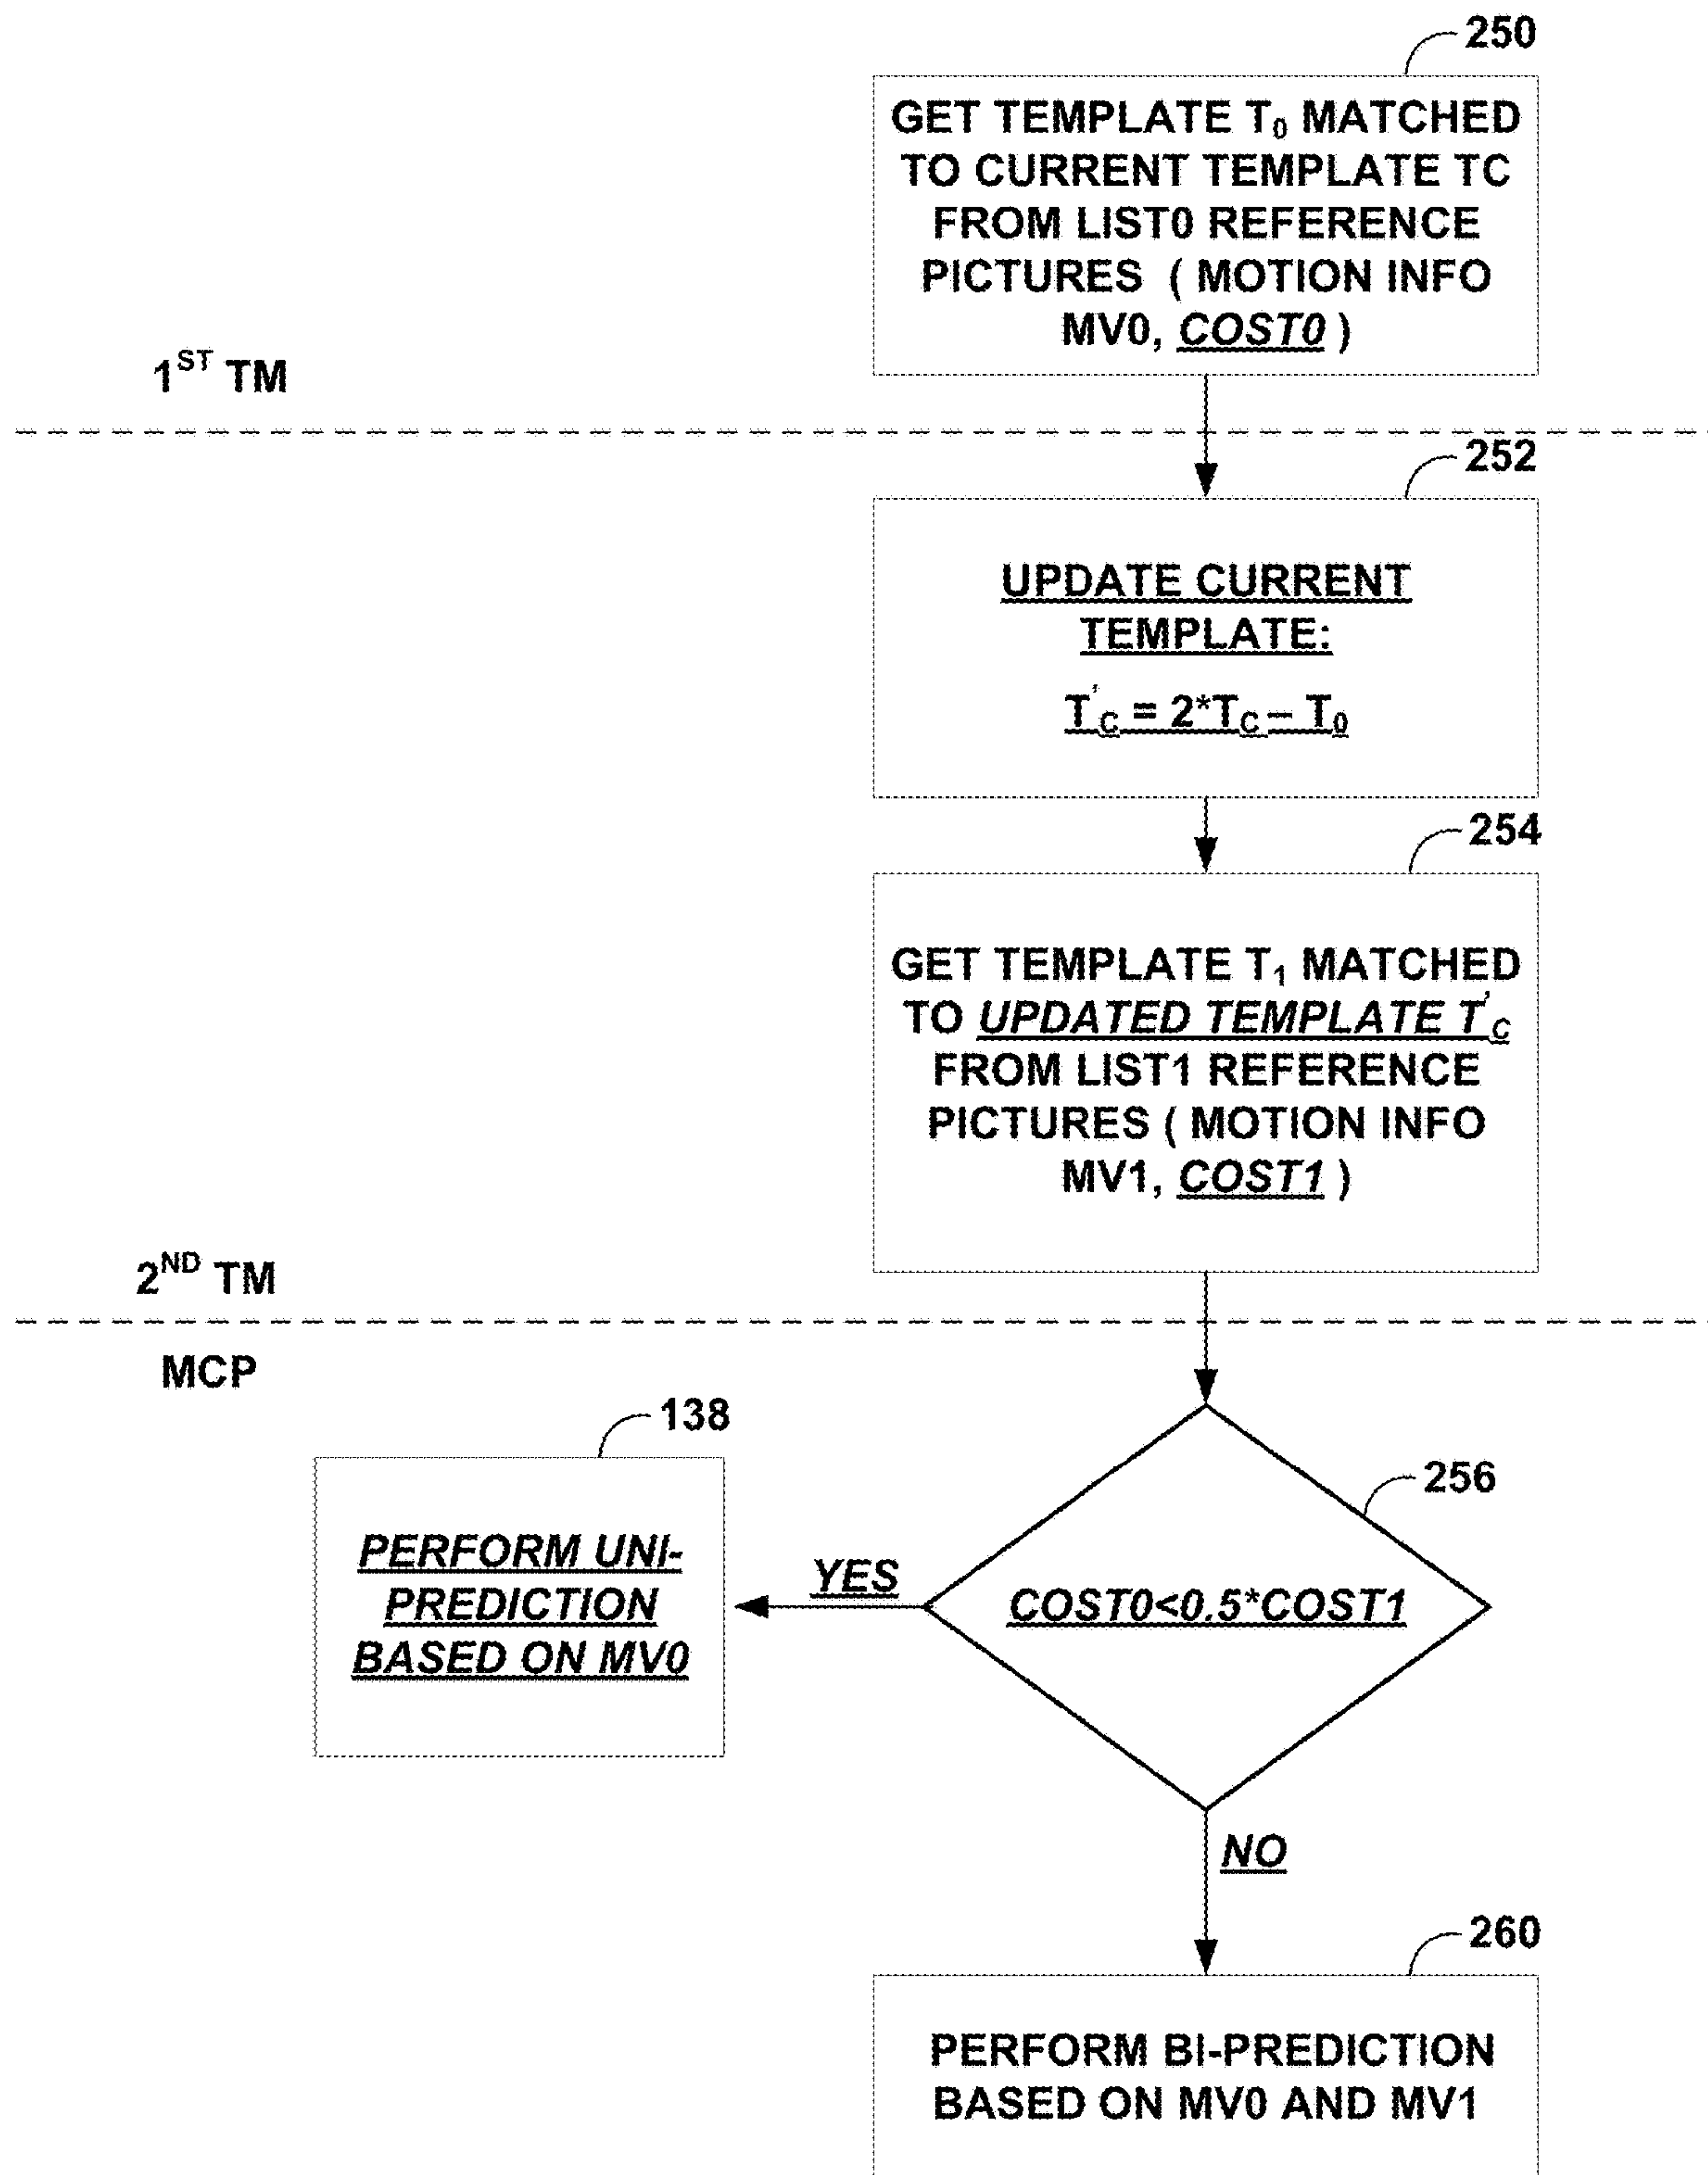 250
GET TEMPLATE T₀ MATCHED
TO CURRENT TEMPLATE TC
FROM LIST0 REFERENCE
PICTURES ( MOTION INFO
MV0, COST0 )
1ST TM
252
UPDATE CURRENT
TEMPLATE:
T'C = 2*TC – T0
254
GET TEMPLATE T₁ MATCHED
TO UPDATED TEMPLATE T'C
FROM LIST1 REFERENCE
PICTURES ( MOTION INFO
MV1, COST1 )
2ND TM
MCP
138
PERFORM UNI-
PREDICTION
BASED ON MV0
YES
256
COST0<0.5*COST1
NO
260
PERFORM BI-PREDICTION
BASED ON MV0 AND MV1